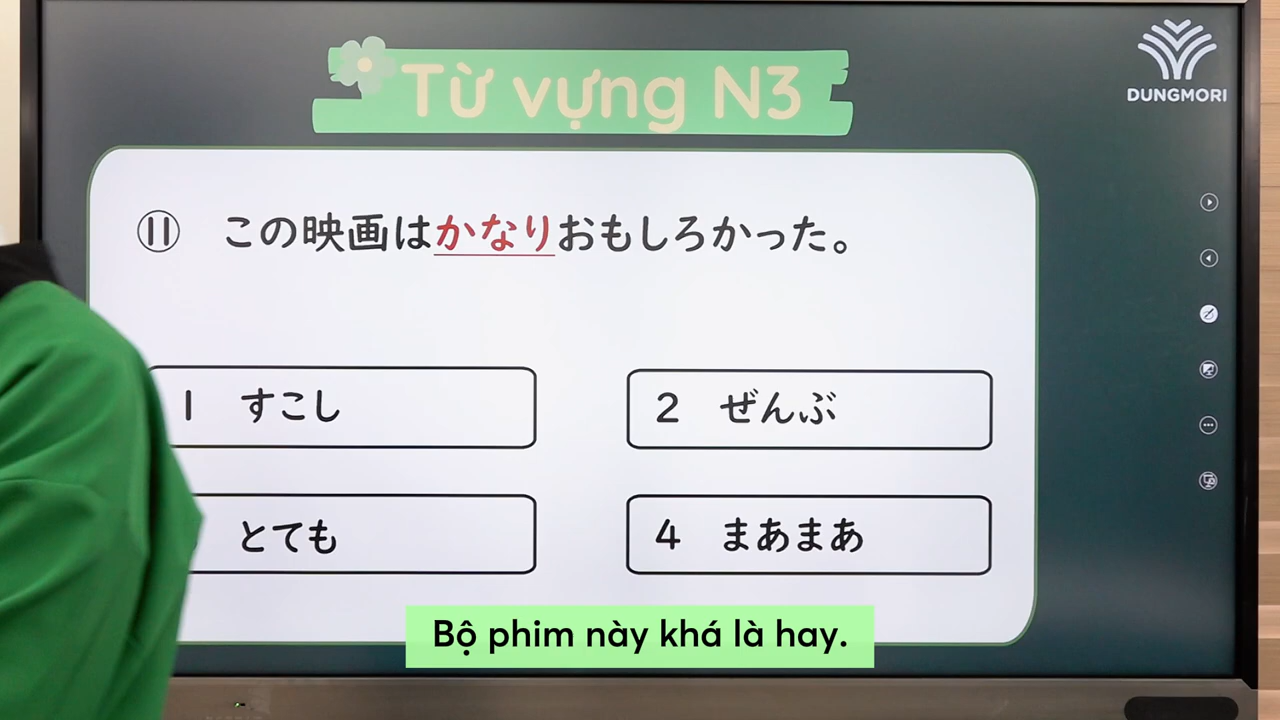 Từ vựng N3
DUNGMORI
⑪ この映画はかなりおもしろかった。
1 すこし
2 ぜんぶ
とても
4 まあまあ
Bộ phim này khá là hay.